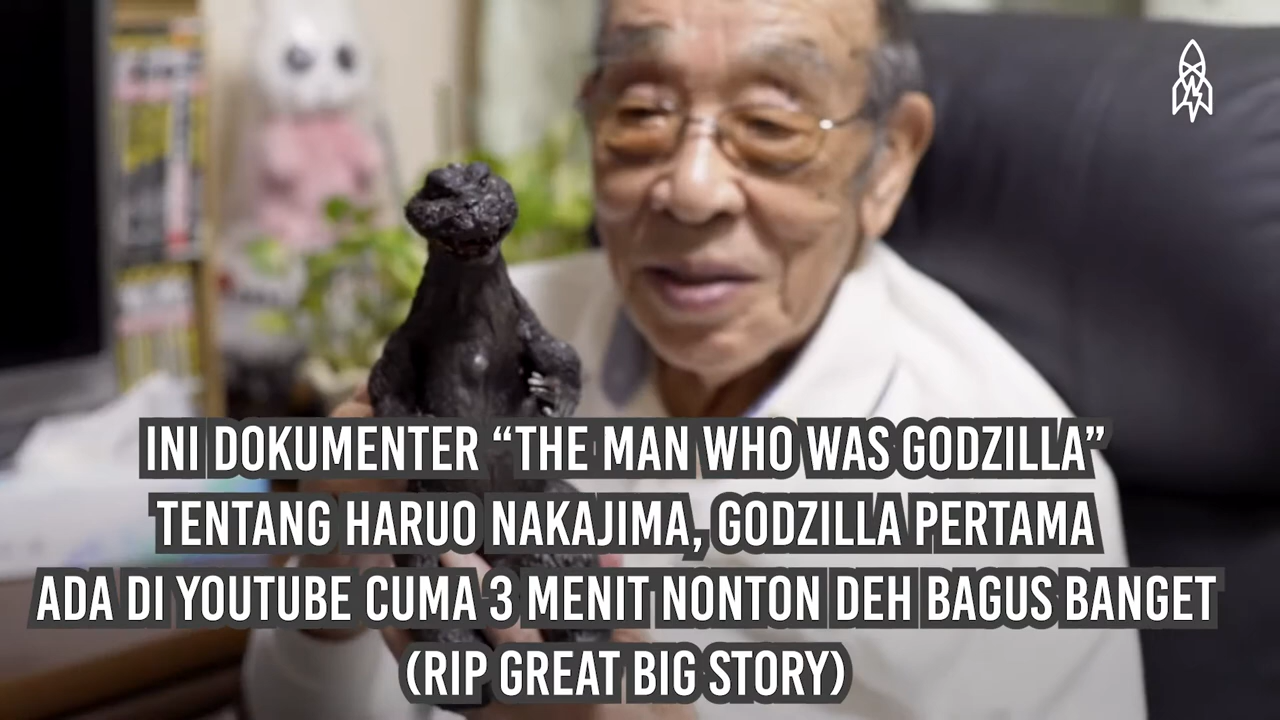 INI DOKUMENTER “THE MAN WHO WAS GODZILLA”
TENTANG HARUO NAKAJIMA, GODZILLA PERTAMA
ADA DI YOUTUBE CUMA 3 MENIT NONTON DEH BAGUS BANGET
(RIP GREAT BIG STORY)